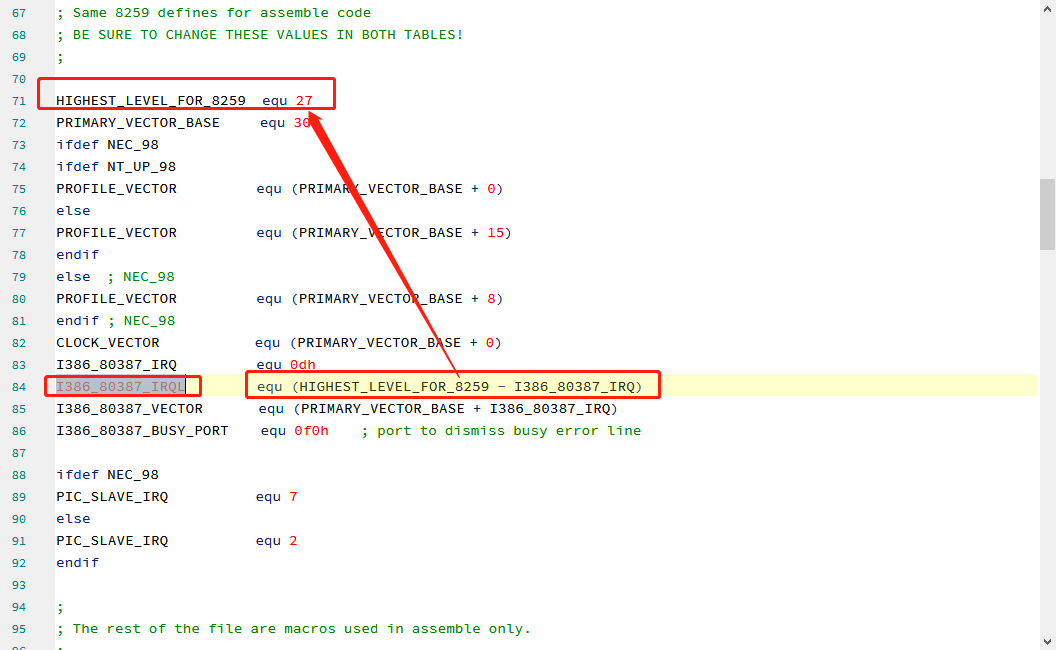 67 ; Same 8259 defines for assemble code
68 ; BE SURE TO CHANGE THESE VALUES IN BOTH TABLES!
69 ;
70
71 HIGHEST_LEVEL_FOR_8259 equ 27
72 PRIMARY_VECTOR_BASE equ 30
73 ifdef NEC_98
74 ifdef NT_UP_98
75 PROFILE_VECTOR equ (PRIMARY_VECTOR_BASE + 0)
76 else
77 PROFILE_VECTOR equ (PRIMARY_VECTOR_BASE + 15)
78 endif
79 else ; NEC_98
80 PROFILE_VECTOR equ (PRIMARY_VECTOR_BASE + 8)
81 endif ; NEC_98
82 CLOCK_VECTOR equ (PRIMARY_VECTOR_BASE + 0)
83 I386_80387_IRQ equ 0dh
84 I386_80387_IRQL equ (HIGHEST_LEVEL_FOR_8259 - I386_80387_IRQ)
85 I386_80387_VECTOR equ (PRIMARY_VECTOR_BASE + I386_80387_IRQ)
86 I386_80387_BUSY_PORT equ 0f0h ; port to dismiss busy error line
87
88 ifdef NEC_98
89 PIC_SLAVE_IRQ equ 7
90 else
91 PIC_SLAVE_IRQ equ 2
92 endif
93
94 ;
95 ; The rest of the file are macros used in assemble only.